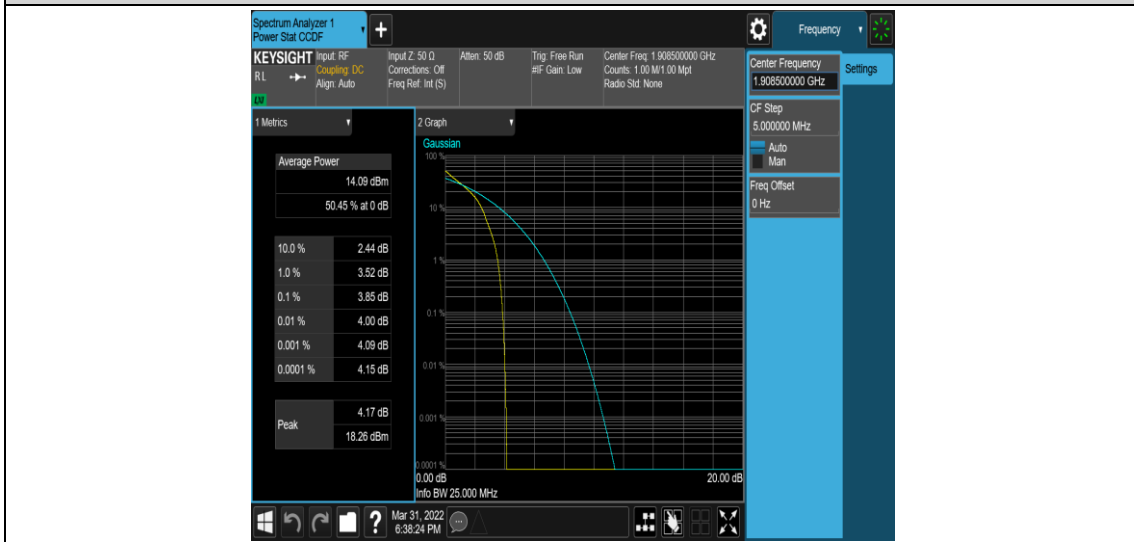 Spectrum Analyzer 1
Power Stat CCDF
+
Frequency
KEYSIGHT
RL
LXI
Input: RF
Coupling: DC
Align: Auto
Input Z: 50 Ω
Corrections: Off
Freq Ref: Int (S)
Atten: 50 dB
Trig: Free Run
#IF Gain: Low
Center Freq: 1.908500000 GHz
Counts: 1.00 M/1.00 Mpt
Radio Std: None
Center Frequency
1.908500000 GHz
Settings
CF Step
5.000000 MHz
Auto
Man
Freq Offset
0 Hz
1 Metrics
Average Power
14.09 dBm
50.45 % at 0 dB
10.0 % 2.44 dB
1.0 % 3.52 dB
0.1 % 3.85 dB
0.01 % 4.00 dB
0.001 % 4.09 dB
0.0001 % 4.15 dB
Peak
4.17 dB
18.26 dBm
2 Graph
Gaussian
100 %
10 %
1 %
0.1 %
0.01 %
0.001 %
0.0001 %
0.00 dB 20.00 dB
Info BW 25.000 MHz
?
Mar 31, 2022
6:38:24 PM